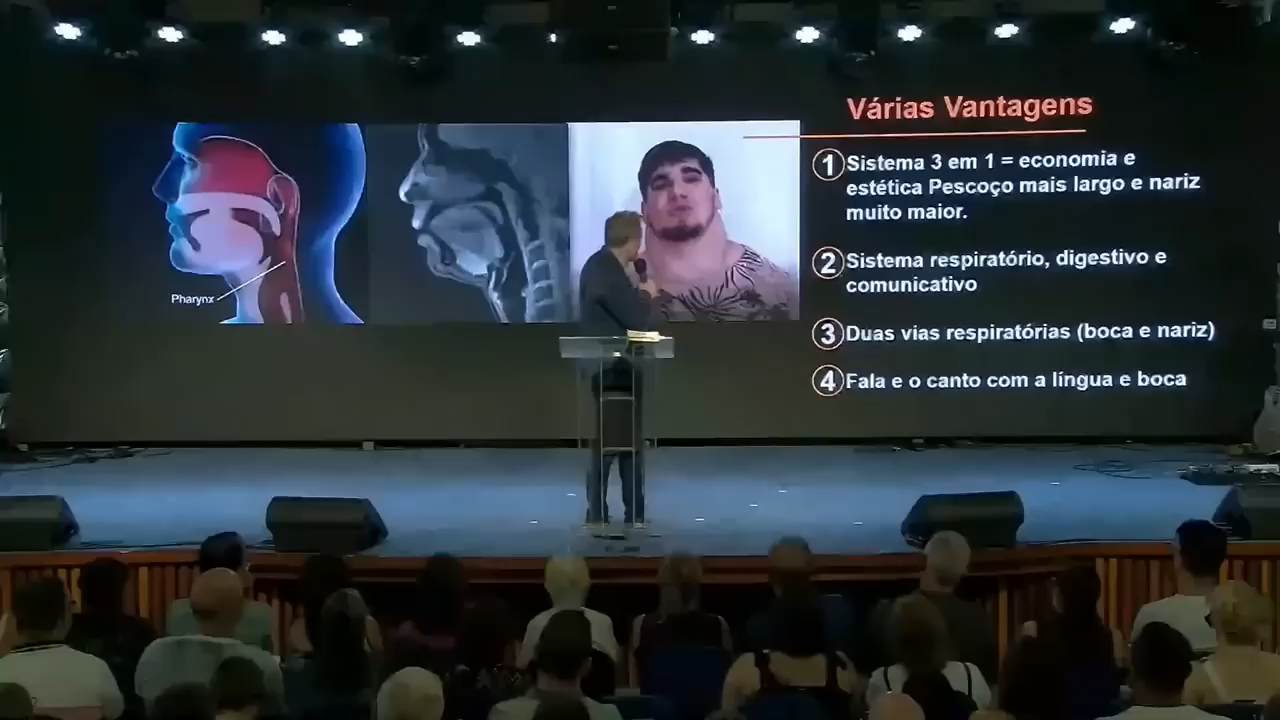 Várias Vantagens
1 Sistema 3 em 1 = economia e
estética Pescoço mais largo e nariz
muito maior.
2 Sistema respiratório, digestivo e
comunicativo
3 Duas vias respiratórias (boca e nariz)
4 Fala e o canto com a língua e boca
Pharynx